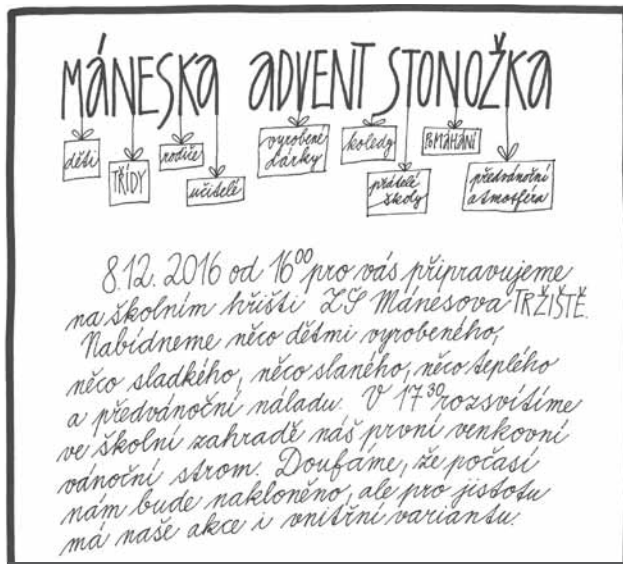 MÁNESKA ADVENT STONOŽKA
děti
TŘÍDY
rodiče
učitelé
vyrobené
dárky
koledy
přátelé
školy
POMÁHÁNÍ
předvánoční
atmosféra
8.12. 2016 od 16⁰⁰ pro vás připravujeme
na školním hřišti ZŠ Mánesova TRŽIŠTĚ.
Nabídneme něco dětmi vyrobeného,
něco sladkého, něco slaného, něco teplého
a předvánoční náladu. V 17³⁰ rozsvítíme
ve školní zahradě náš první venkovní
vánoční strom. Doufáme, že počasí
nám bude nakloněno, ale pro jistotu
má naše akce i vnitřní variantu.